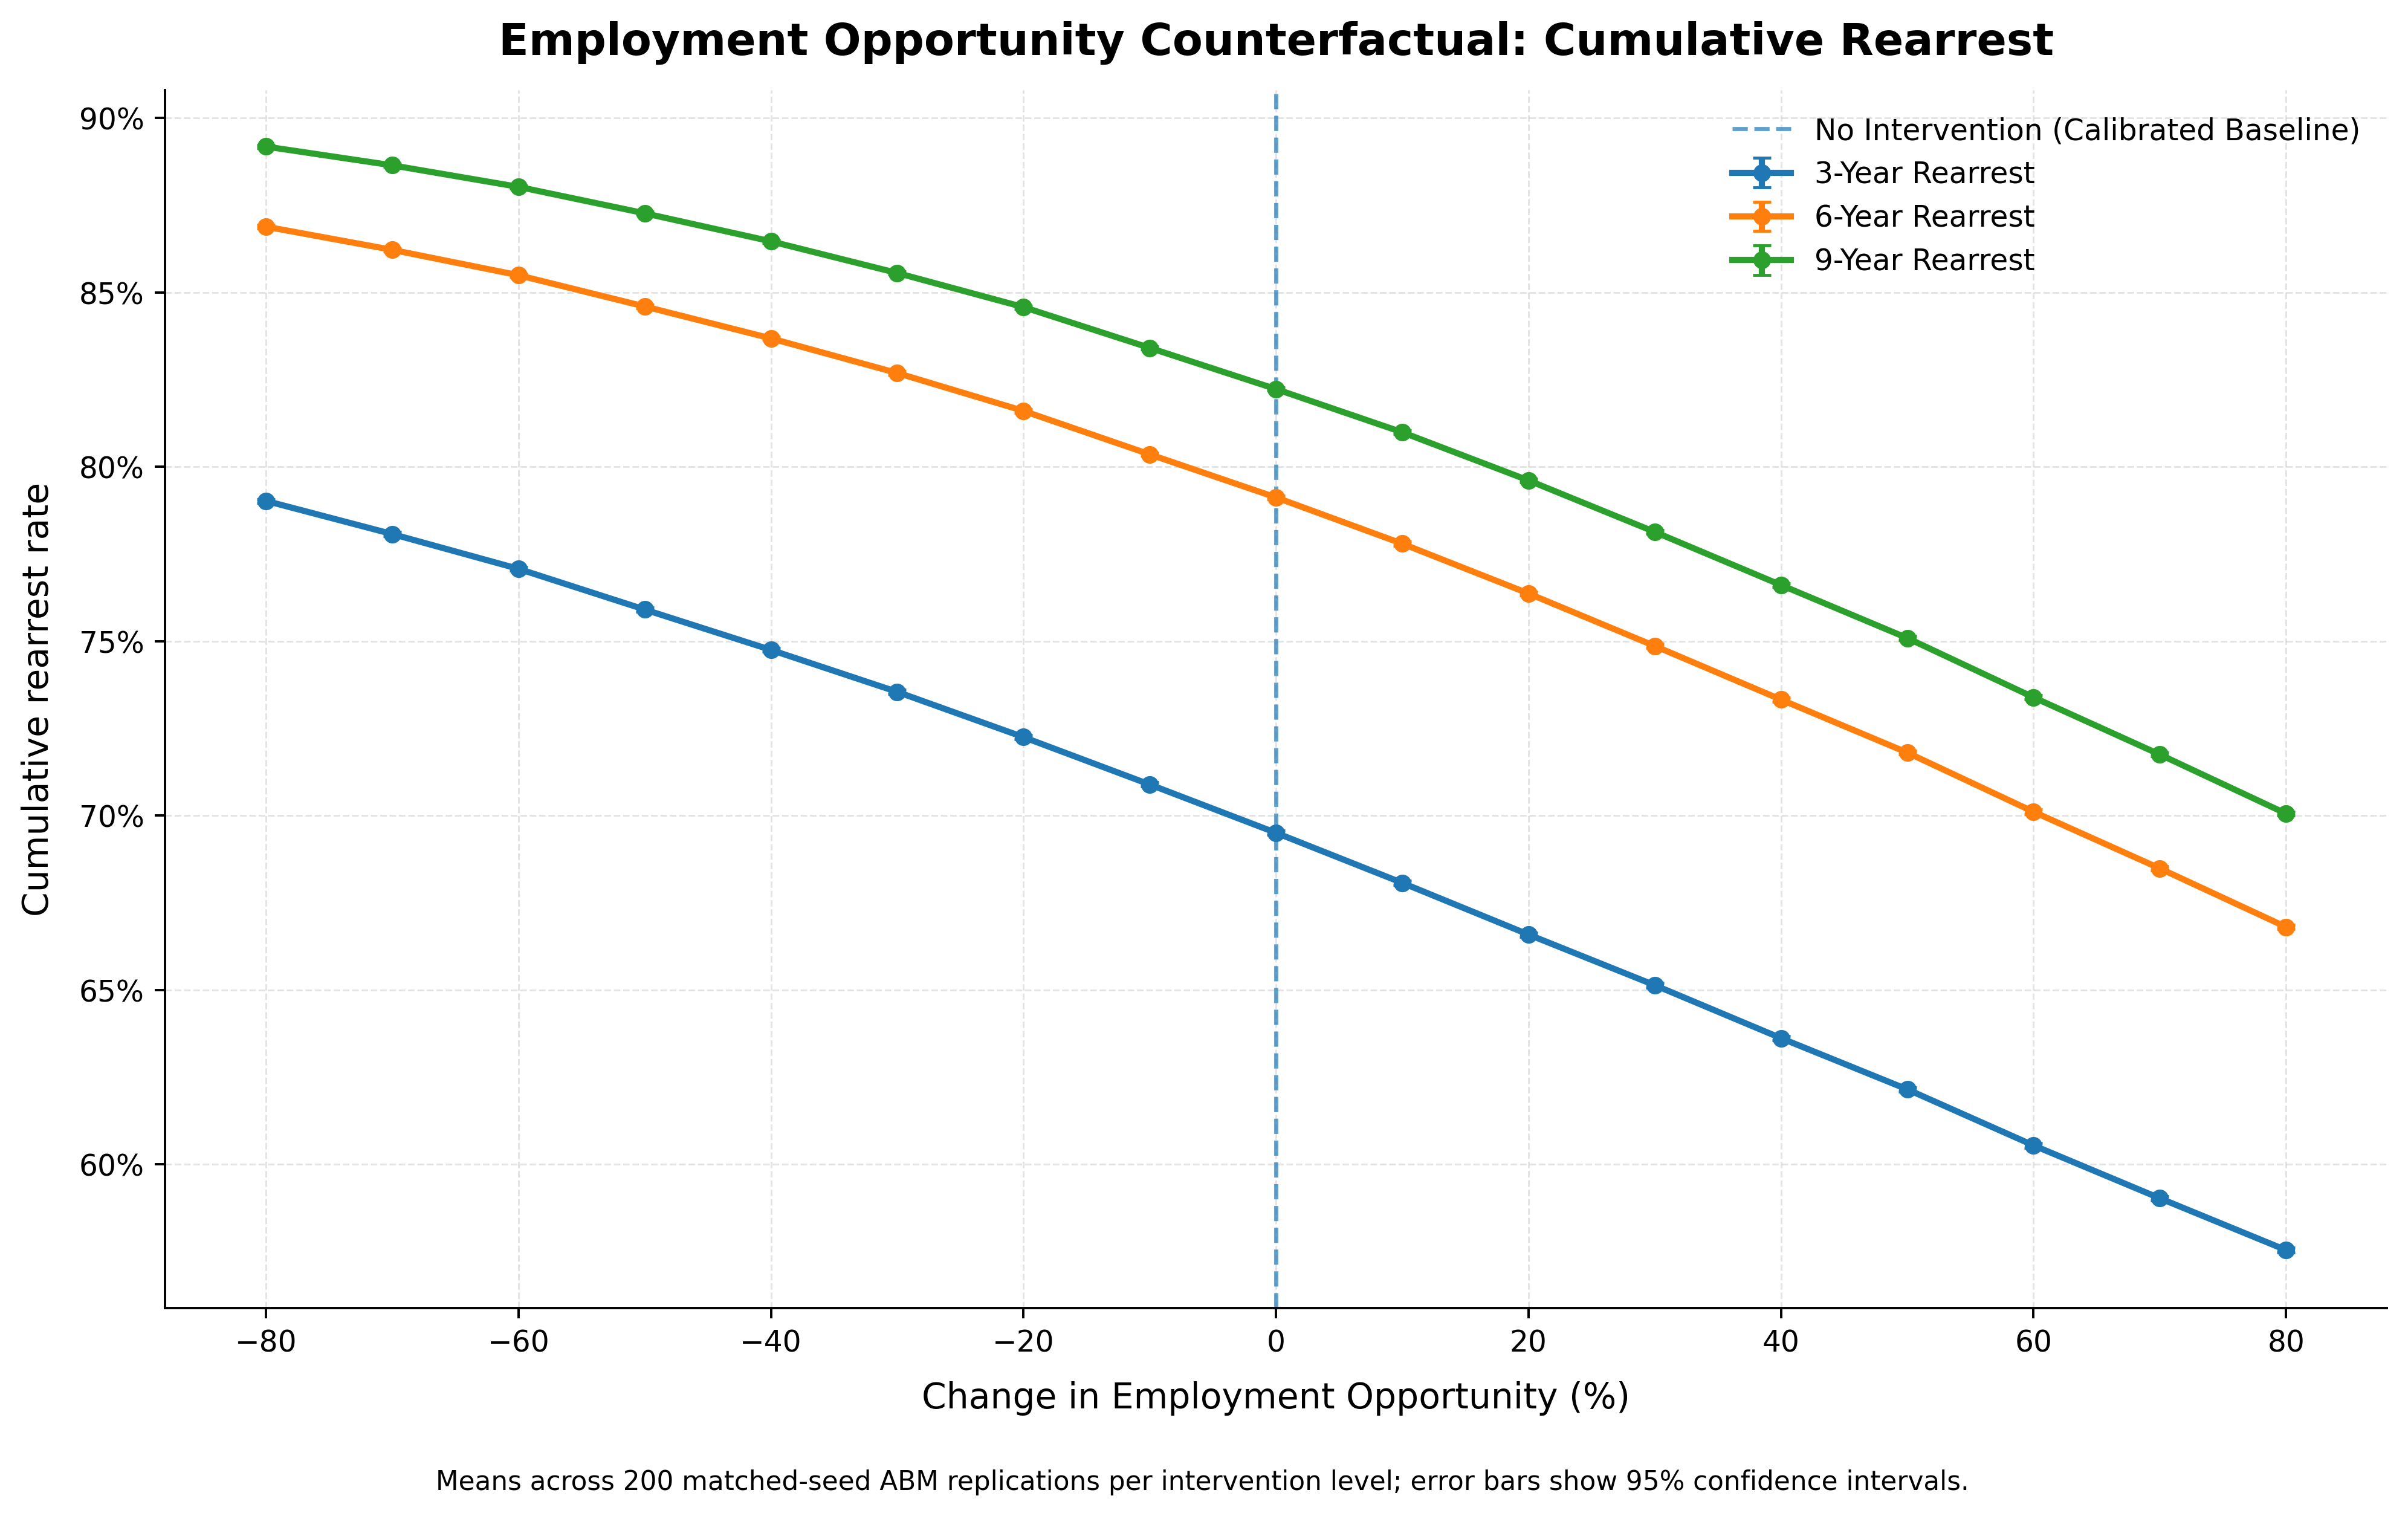 Employment Opportunity Counterfactual: Cumulative Rearrest
90%
85%
80%
75%
70%
65%
60%
Cumulative rearrest rate
No Intervention (Calibrated Baseline)
3-Year Rearrest
6-Year Rearrest
9-Year Rearrest
−80 −60 −40 −20 0 20 40 60 80
Change in Employment Opportunity (%)
Means across 200 matched-seed ABM replications per intervention level; error bars show 95% confidence intervals.